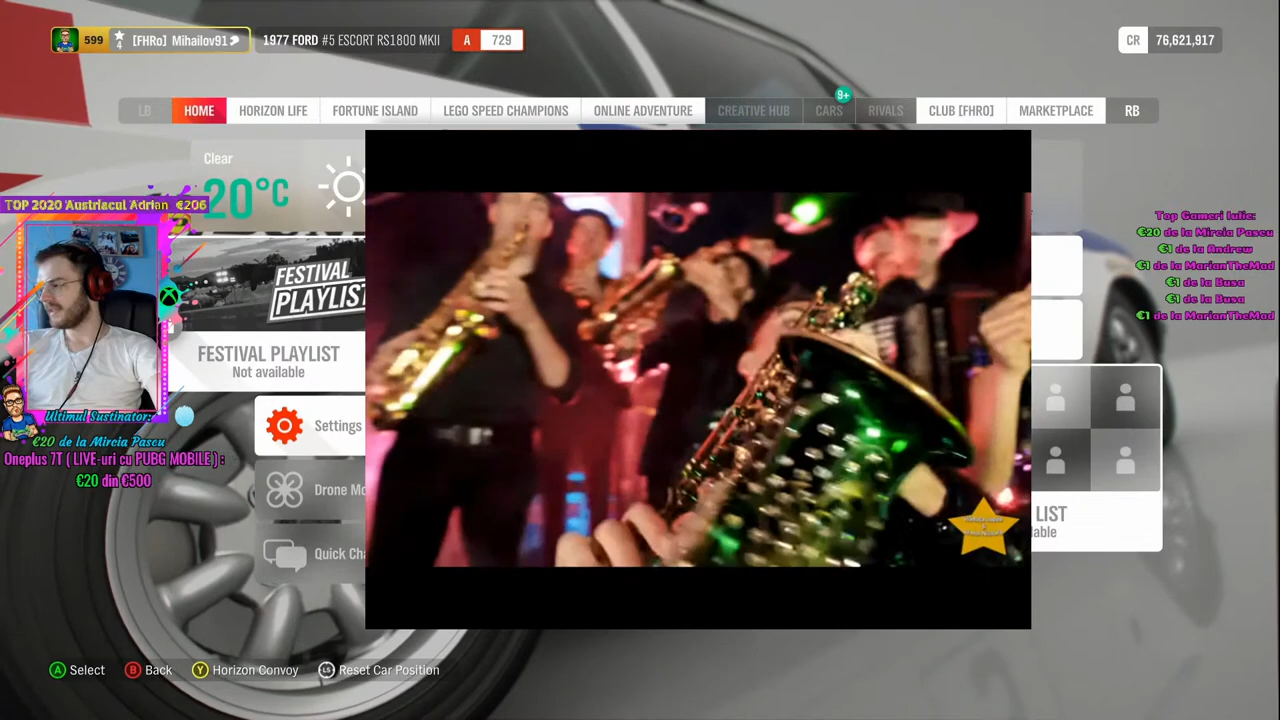 599
4
[FHRo] Mihailov91
1977 FORD #5 ESCORT RS1800 MKII
A
729
CR
76,621,917
9+
LB
HOME
HORIZON LIFE
FORTUNE ISLAND
LEGO SPEED CHAMPIONS
ONLINE ADVENTURE
CREATIVE HUB
CARS
RIVALS
CLUB [FHRO]
MARKETPLACE
RB
Clear
20°C
TOP 2020 Austriacul Adrian €206
FESTIVAL
PLAYLIST
FESTIVAL PLAYLIST
Not available
Settings
Drone Mo
Quick Cha
Ultimul Sustinator:
€20 de la Mircia Pascu
Oneplus 7T ( LIVE-uri cu PUBG MOBILE ) :
€20 din €500
Top Gameri Iulie:
€20 de la Mircia Pascu
€1 de la Andrew
€1 de la MarianTheMad
€1 de la Busa
€1 de la Busa
€1 de la MarianTheMad
LIST
lable
A Select
B Back
Y Horizon Convoy
LS Reset Car Position